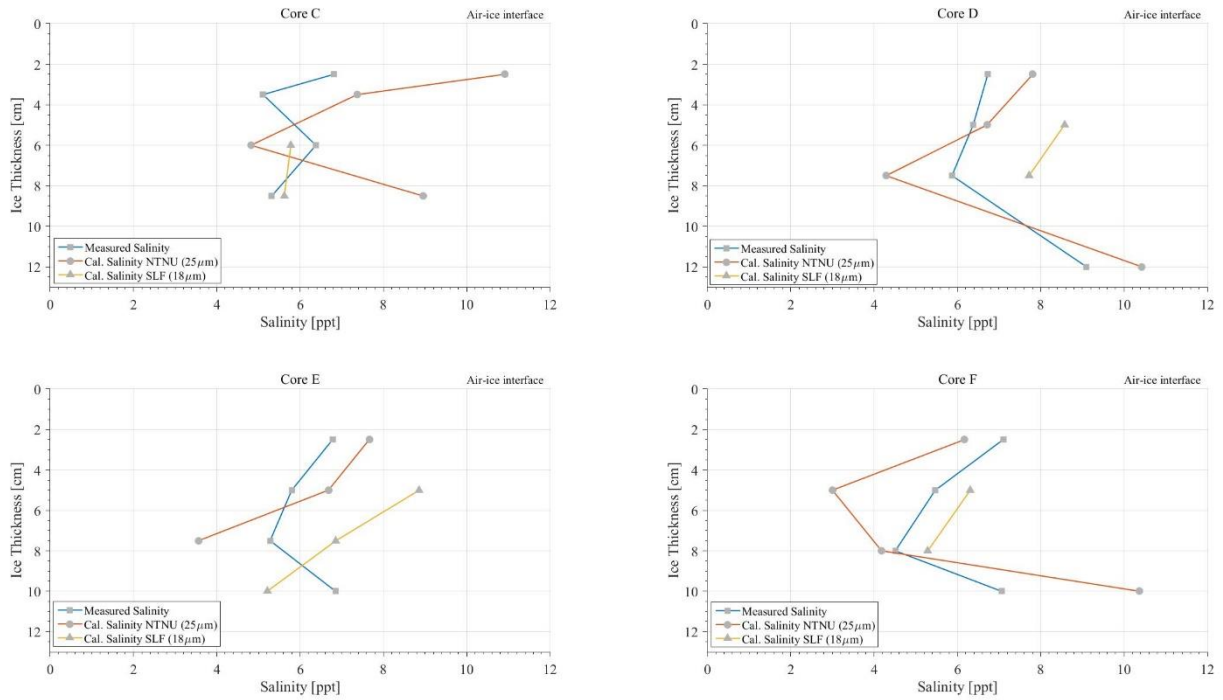 Core C
Air-ice interface
0
2
4
6
8
10
12
Ice Thickness [cm]
Measured Salinity
Cal. Salinity NTNU (25μm)
Cal. Salinity SLF (18μm)
0 2 4 6 8 10 12
Salinity [ppt]
Core D
Air-ice interface
0
2
4
6
8
10
12
Ice Thickness [cm]
Measured Salinity
Cal. Salinity NTNU (25μm)
Cal. Salinity SLF (18μm)
0 2 4 6 8 10 12
Salinity [ppt]
Core E
Air-ice interface
0
2
4
6
8
10
12
Ice Thickness [cm]
Measured Salinity
Cal. Salinity NTNU (25μm)
Cal. Salinity SLF (18μm)
0 2 4 6 8 10 12
Salinity [ppt]
Core F
Air-ice interface
0
2
4
6
8
10
12
Ice Thickness [cm]
Measured Salinity
Cal. Salinity NTNU (25μm)
Cal. Salinity SLF (18μm)
0 2 4 6 8 10 12
Salinity [ppt]